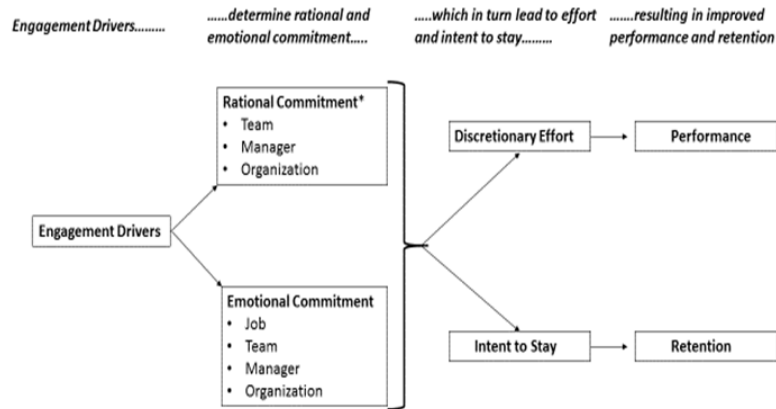 Engagement Drivers.........
......determine rational and
emotional commitment.....
.....which in turn lead to effort
and intent to stay.........
.......resulting in improved
performance and retention
Rational Commitment*
• Team
• Manager
• Organization
Engagement Drivers
Emotional Commitment
• Job
• Team
• Manager
• Organization
Discretionary Effort
Performance
Intent to Stay
Retention